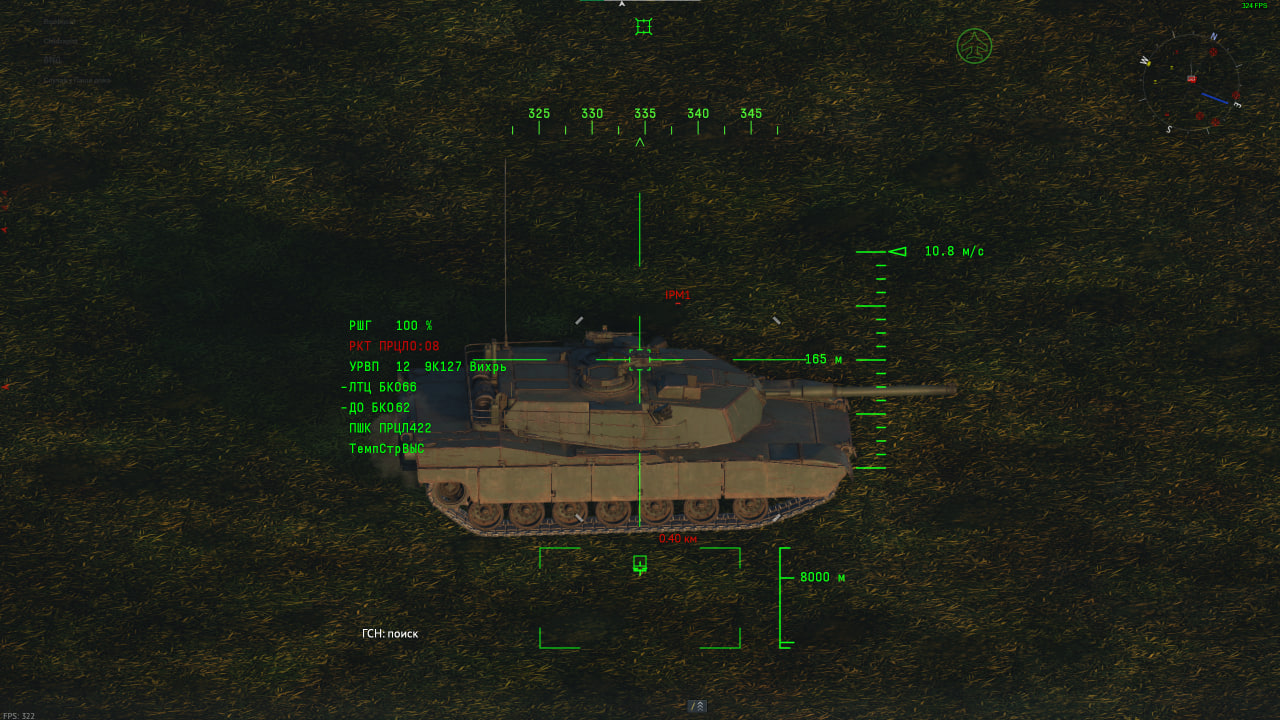 324 FPS
N
W
E
S
325 330 335 340 345
10.8 м/с
IPM1
РШГ 100 %
РКТ ПРЦЛО:08
165 м
УРВП 12 9К127 Вихрь
-ЛТЦ БК066
-ДО БК062
ПШК ПРЦЛ422
ТемпСтрВЫС
0.40 км
8000 м
ГСН: поиск
FPS: 322